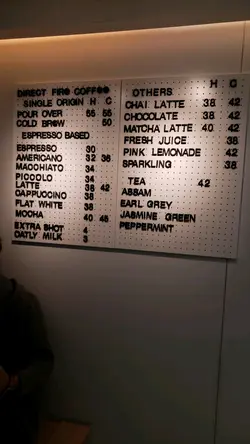 DIRECT FIRE COFFEE
SINGLE ORIGIN H C
POUR OVER 55 55
COLD BREW 50
ESPRESSO BASED
ESPRESSO 30
AMERICANO 32 36
MACCHIATO 34
PICCOLO 34
LATTE 38 42
CAPPUCCINO 38
FLAT WHITE 38
MOCHA 40 45
EXTRA SHOT 4
OATLY MILK 3
H C
OTHERS
CHAI LATTE 38 42
CHOCOLATE 38 42
MATCHA LATTE 40 42
FRESH JUICE 38
PINK LEMONADE 42
SPARKLING 38
TEA 42
ASSAM
EARL GREY
JASMINE GREEN
PEPPERMINT